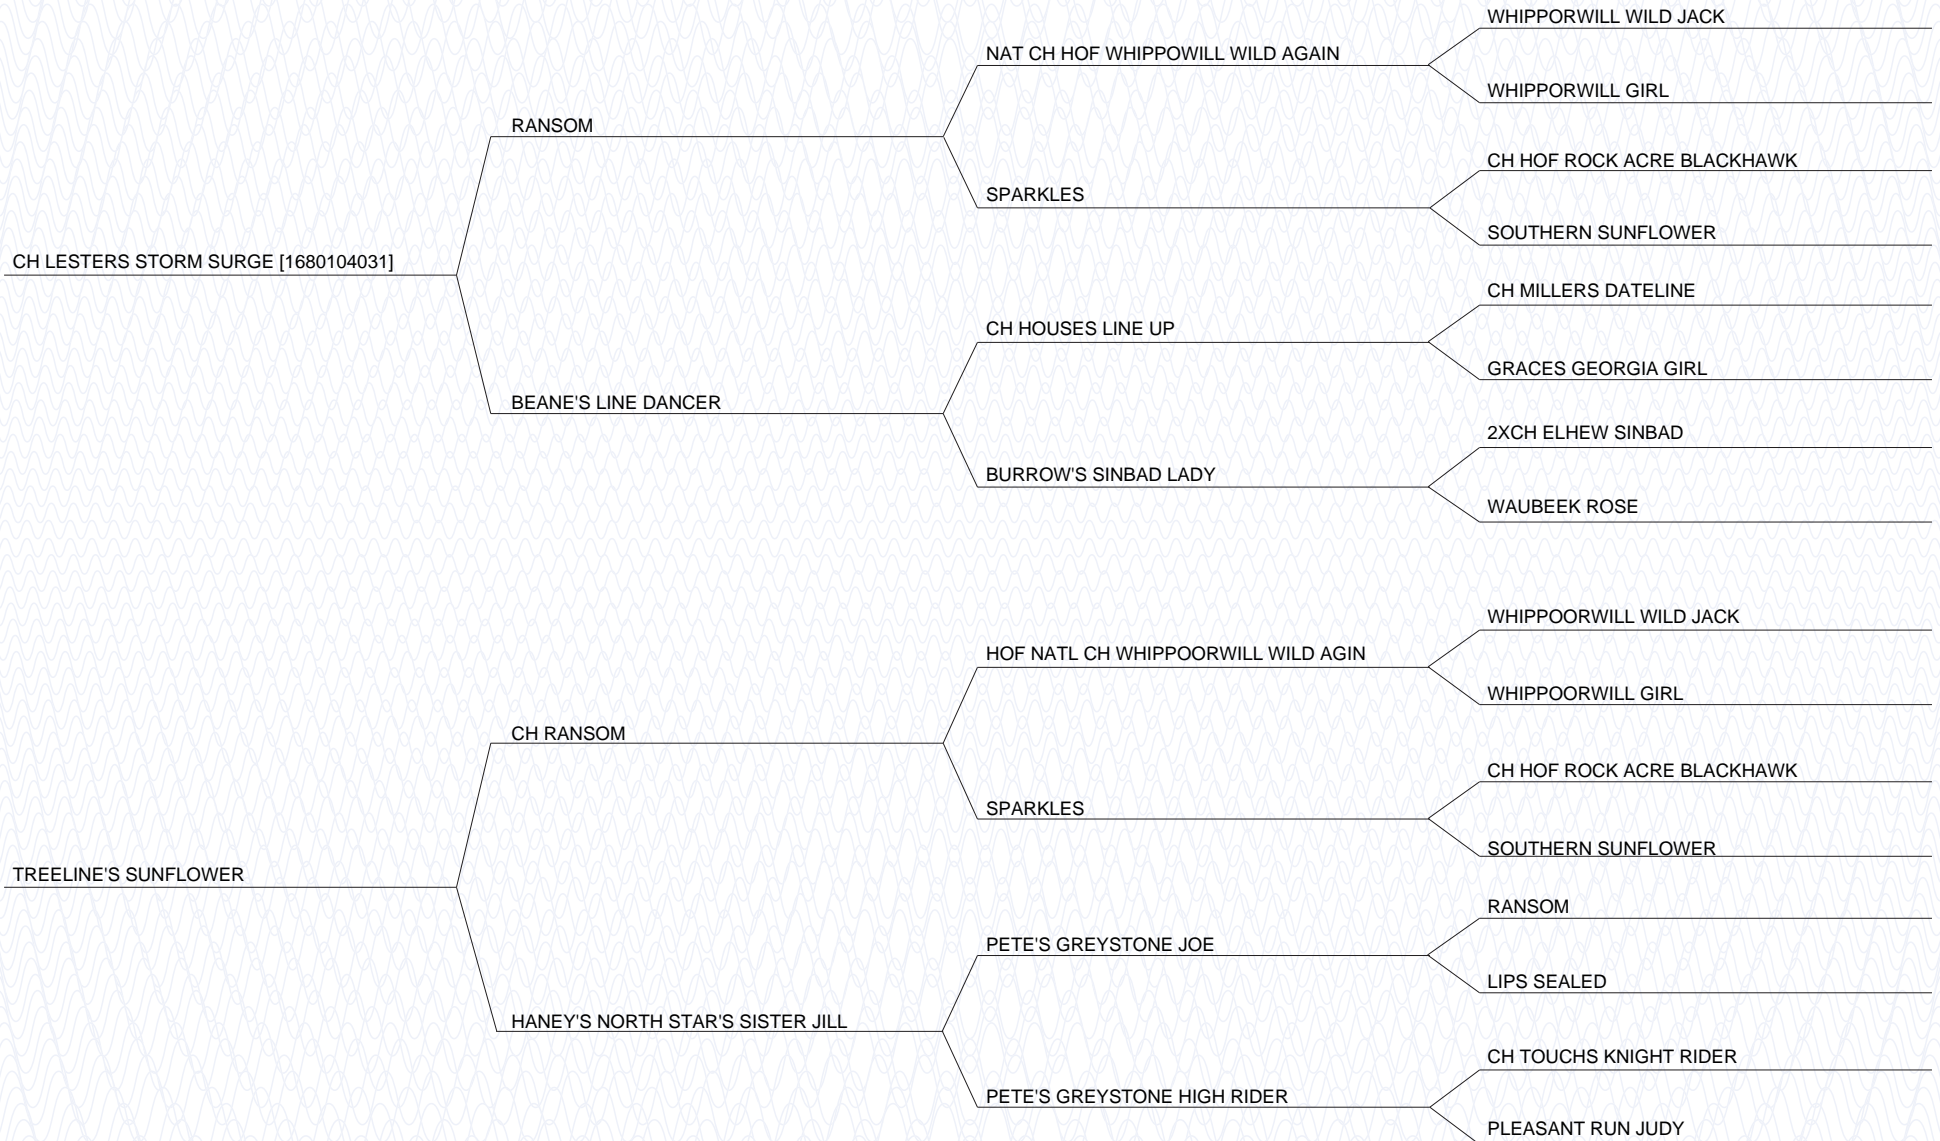 WHIPPORWILL WILD JACK
NAT CH HOF WHIPPOWILL WILD AGAIN
WHIPPORWILL GIRL
RANSOM
CH HOF ROCK ACRE BLACKHAWK
SPARKLES
SOUTHERN SUNFLOWER
CH LESTERS STORM SURGE [1680104031]
CH MILLERS DATELINE
CH HOUSES LINE UP
GRACES GEORGIA GIRL
BEANE'S LINE DANCER
2XCH ELHEW SINBAD
BURROW'S SINBAD LADY
WAUBEEK ROSE
WHIPPOORWILL WILD JACK
HOF NATL CH WHIPPOORWILL WILD AGIN
WHIPPOORWILL GIRL
CH RANSOM
CH HOF ROCK ACRE BLACKHAWK
SPARKLES
SOUTHERN SUNFLOWER
TREELINE'S SUNFLOWER
RANSOM
PETE'S GREYSTONE JOE
LIPS SEALED
HANEY'S NORTH STAR'S SISTER JILL
CH TOUCHS KNIGHT RIDER
PETE'S GREYSTONE HIGH RIDER
PLEASANT RUN JUDY